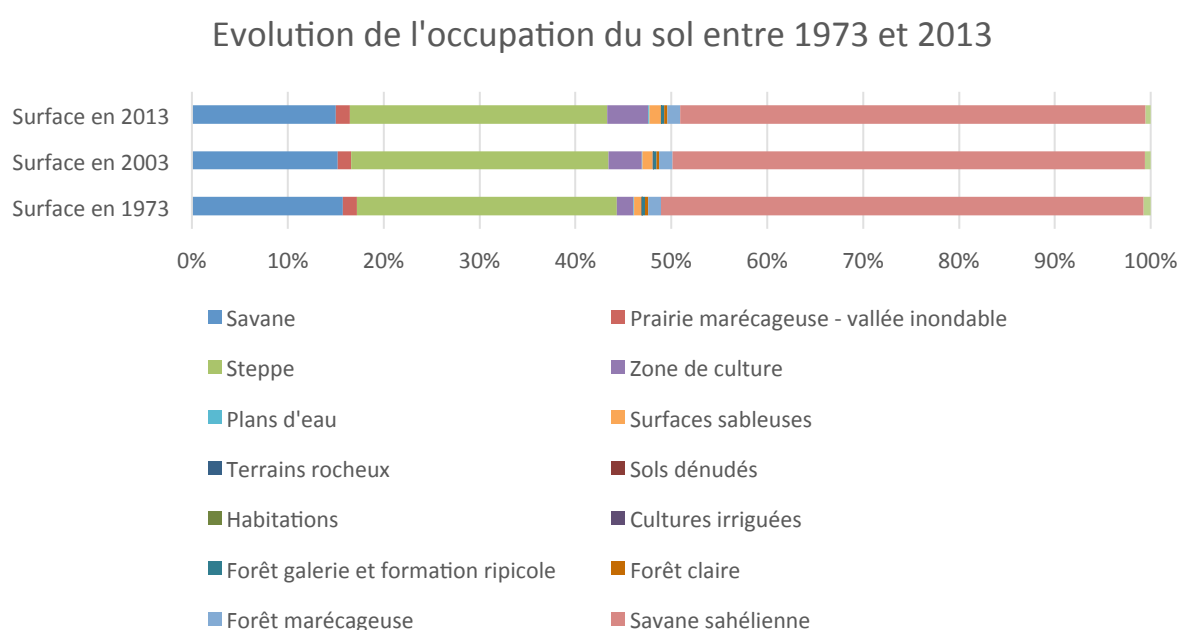 Evolution de l'occupation du sol entre 1973 et 2013
Surface en 2013
Surface en 2003
Surface en 1973
0% 10% 20% 30% 40% 50% 60% 70% 80% 90% 100%
Savane Prairie marécageuse - vallée inondable
Steppe Zone de culture
Plans d'eau Surfaces sableuses
Terrains rocheux Sols dénudés
Habitations Cultures irriguées
Forêt galerie et formation ripicole Forêt claire
Forêt marécageuse Savane sahélienne